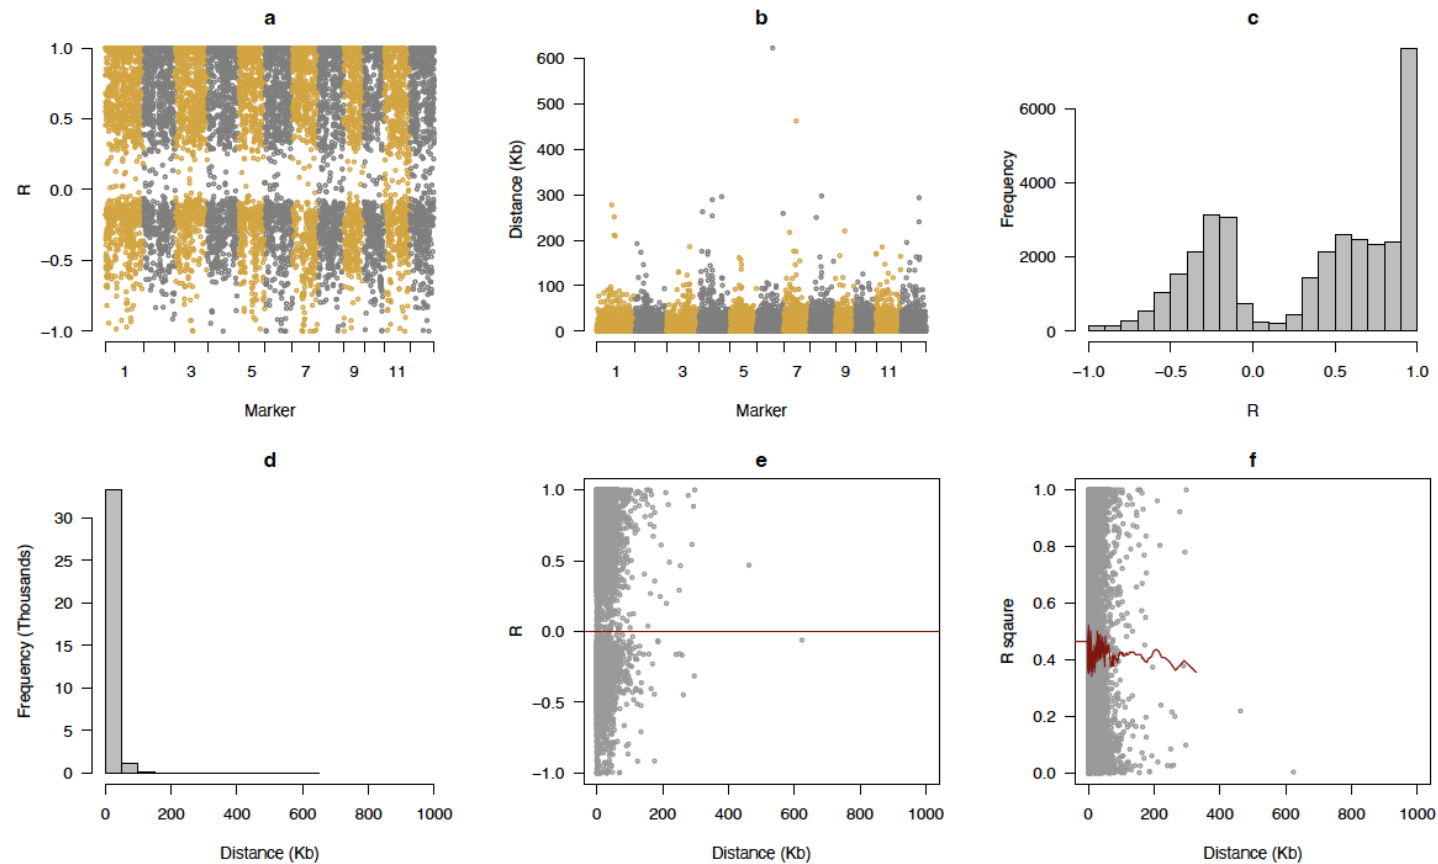 a
1.0
0.5
0.0
−0.5
−1.0
R
1 3 5 7 9 11
Marker
b
600
500
400
300
200
100
0
Distance (Kb)
1 3 5 7 9 11
Marker
c
6000
4000
2000
0
Frequency
−1.0 −0.5 0.0 0.5 1.0
R
d
30
25
20
15
10
5
0
Frequency (Thousands)
0 200 400 600 800 1000
Distance (Kb)
e
1.0
0.5
0.0
−0.5
−1.0
R
0 200 400 600 800 1000
Distance (Kb)
f
1.0
0.8
0.6
0.4
0.2
0.0
R sqaure
0 200 400 600 800 1000
Distance (Kb)